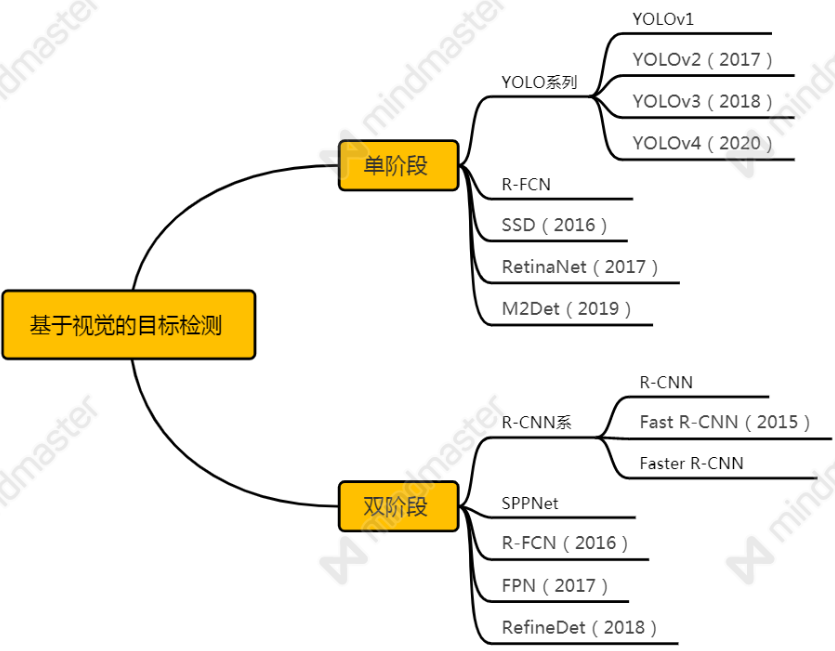 基于视觉的目标检测
单阶段
YOLO系列
YOLOv1
YOLOv2（2017）
YOLOv3（2018）
YOLOv4（2020）
R-FCN
SSD（2016）
RetinaNet（2017）
M2Det（2019）
双阶段
R-CNN系
R-CNN
Fast R-CNN（2015）
Faster R-CNN
SPPNet
R-FCN（2016）
FPN（2017）
RefineDet（2018）
mindmaster
mindmaster
mindmaster
mindmaster